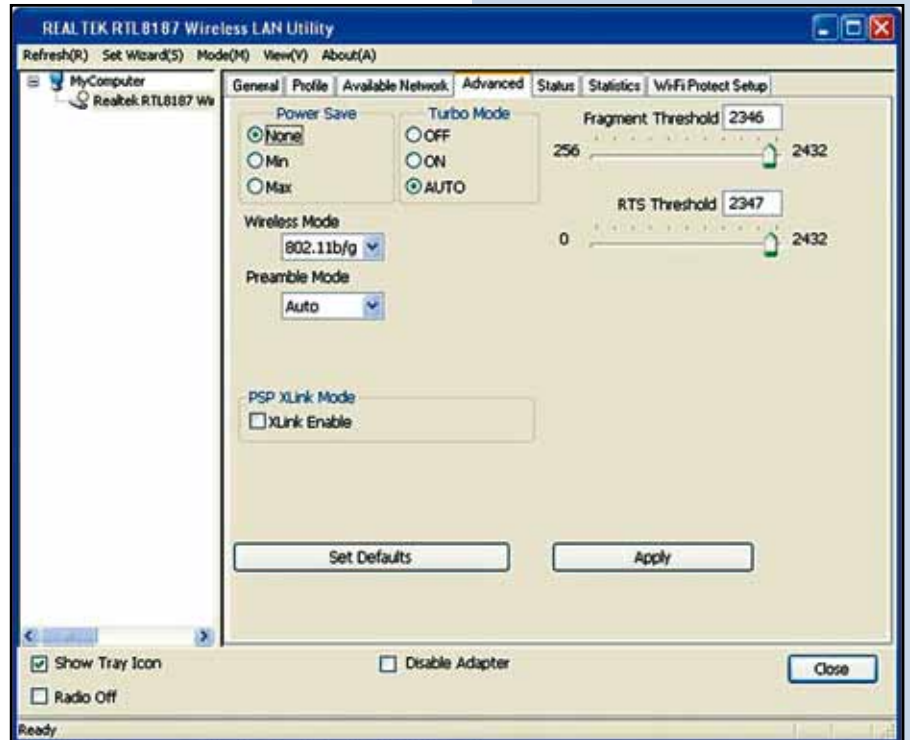 REALTEK RTL8187 Wireless LAN Utility
Refresh(R) Set Wizard(S) Mode(M) View(V) About(A)
MyComputer
Realtek RTL8187 Wi
General Profile Available Network Advanced Status Statistics Wi-Fi Protect Setup
Power Save
None
Min
Max
Turbo Mode
OFF
ON
AUTO
Fragment Threshold 2346
256 2432
RTS Threshold 2347
0 2432
Wireless Mode
802.11b/g
Preamble Mode
Auto
PSP XLink Mode
XLink Enable
Set Defaults Apply
Show Tray Icon Disable Adapter Close
Radio Off
Ready